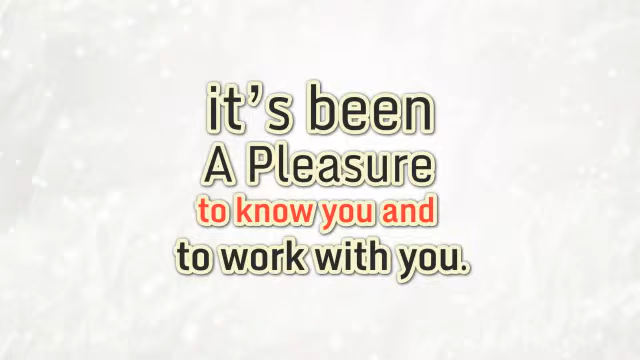 it’s been
A Pleasure
to know you and
to work with you.